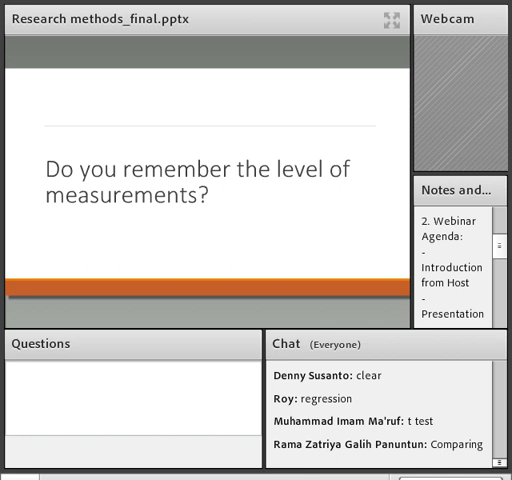 Research methods_final.pptx
Webcam
Do you remember the level of
measurements?
Notes and...
2. Webinar
Agenda:
-
Introduction
from Host
-
Presentation
Questions
Chat (Everyone)
Denny Susanto: clear
Roy: regression
Muhammad Imam Ma'ruf: t test
Rama Zatriya Galih Panuntun: Comparing